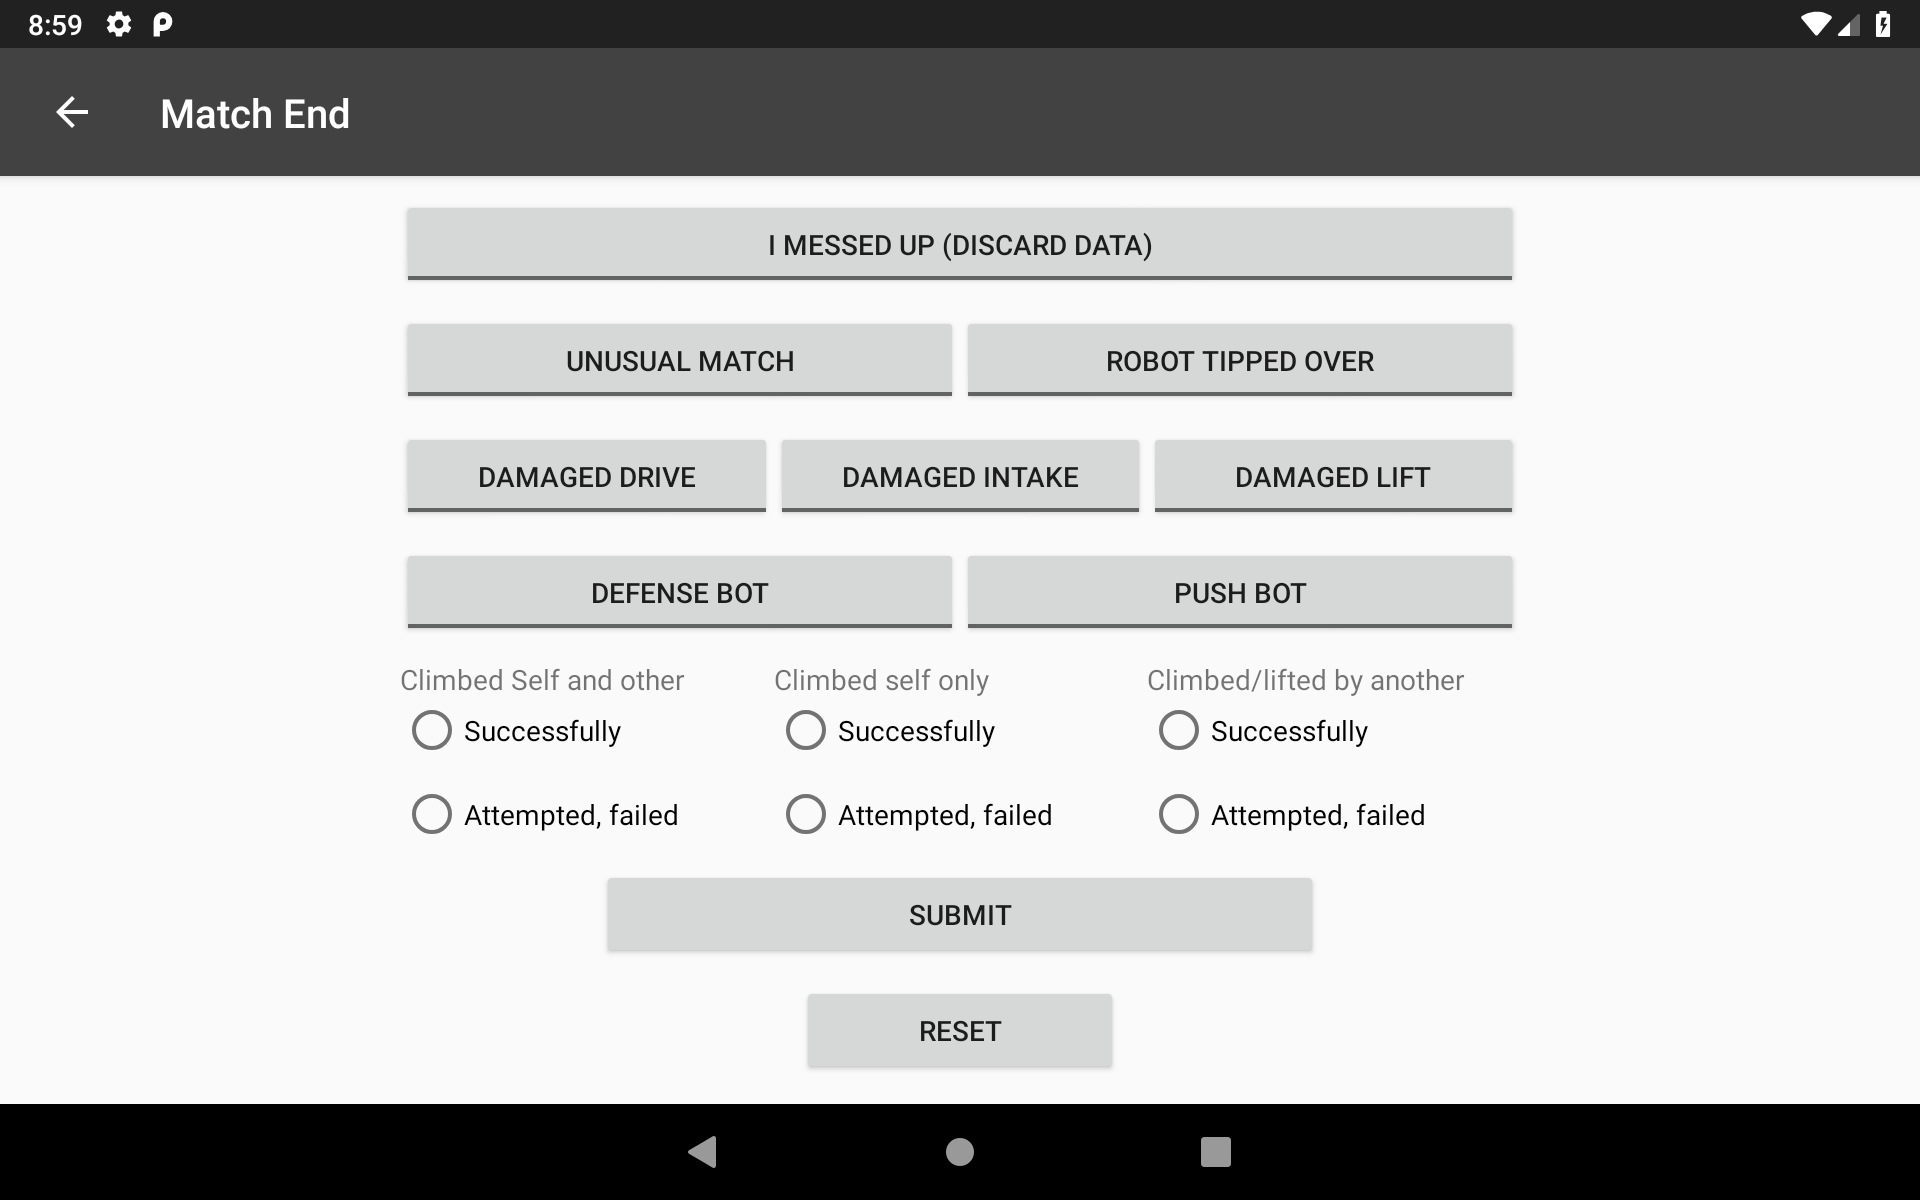 8:59
Match End
I MESSED UP (DISCARD DATA)
UNUSUAL MATCH ROBOT TIPPED OVER
DAMAGED DRIVE DAMAGED INTAKE DAMAGED LIFT
DEFENSE BOT PUSH BOT
Climbed Self and other Climbed self only Climbed/lifted by another
Successfully Successfully Successfully
Attempted, failed Attempted, failed Attempted, failed
SUBMIT
RESET